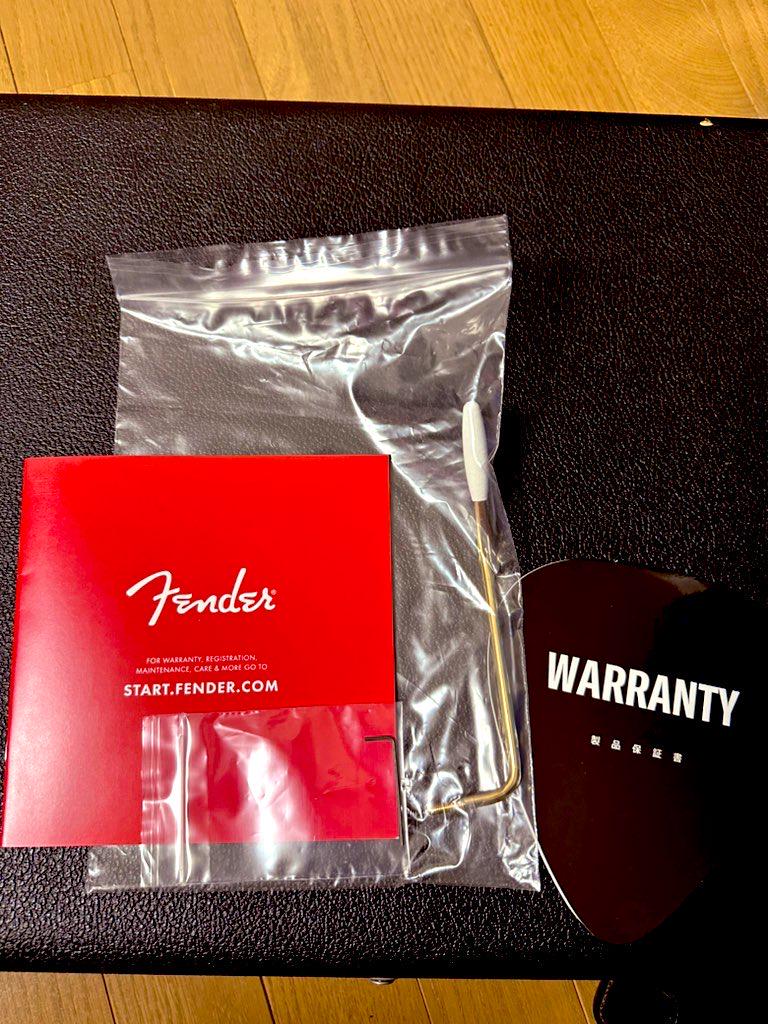 Fender®
FOR WARRANTY, REGISTRATION,
MAINTENANCE, CARE & MORE GO TO
START.FENDER.COM
WARRANTY
製品保証書